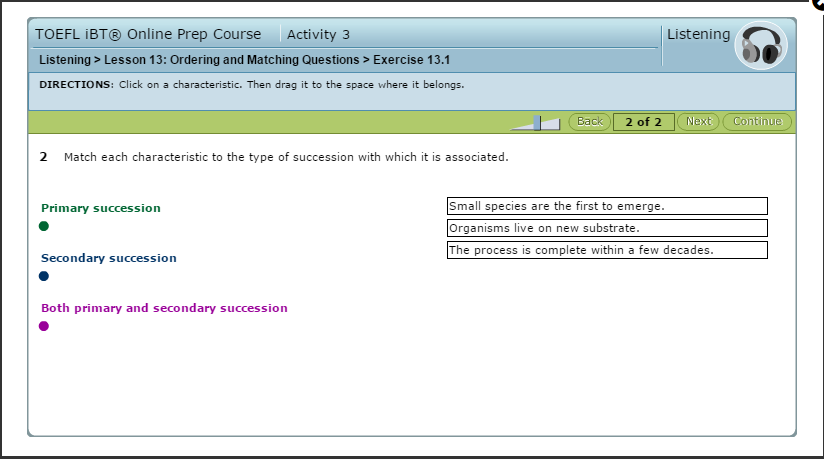 TOEFL iBT® Online Prep Course Activity 3 Listening
Listening > Lesson 13: Ordering and Matching Questions > Exercise 13.1
DIRECTIONS: Click on a characteristic. Then drag it to the space where it belongs.
Back 2 of 2 Next Continue
2 Match each characteristic to the type of succession with which it is associated.
Primary succession
Secondary succession
Both primary and secondary succession
Small species are the first to emerge.
Organisms live on new substrate.
The process is complete within a few decades.